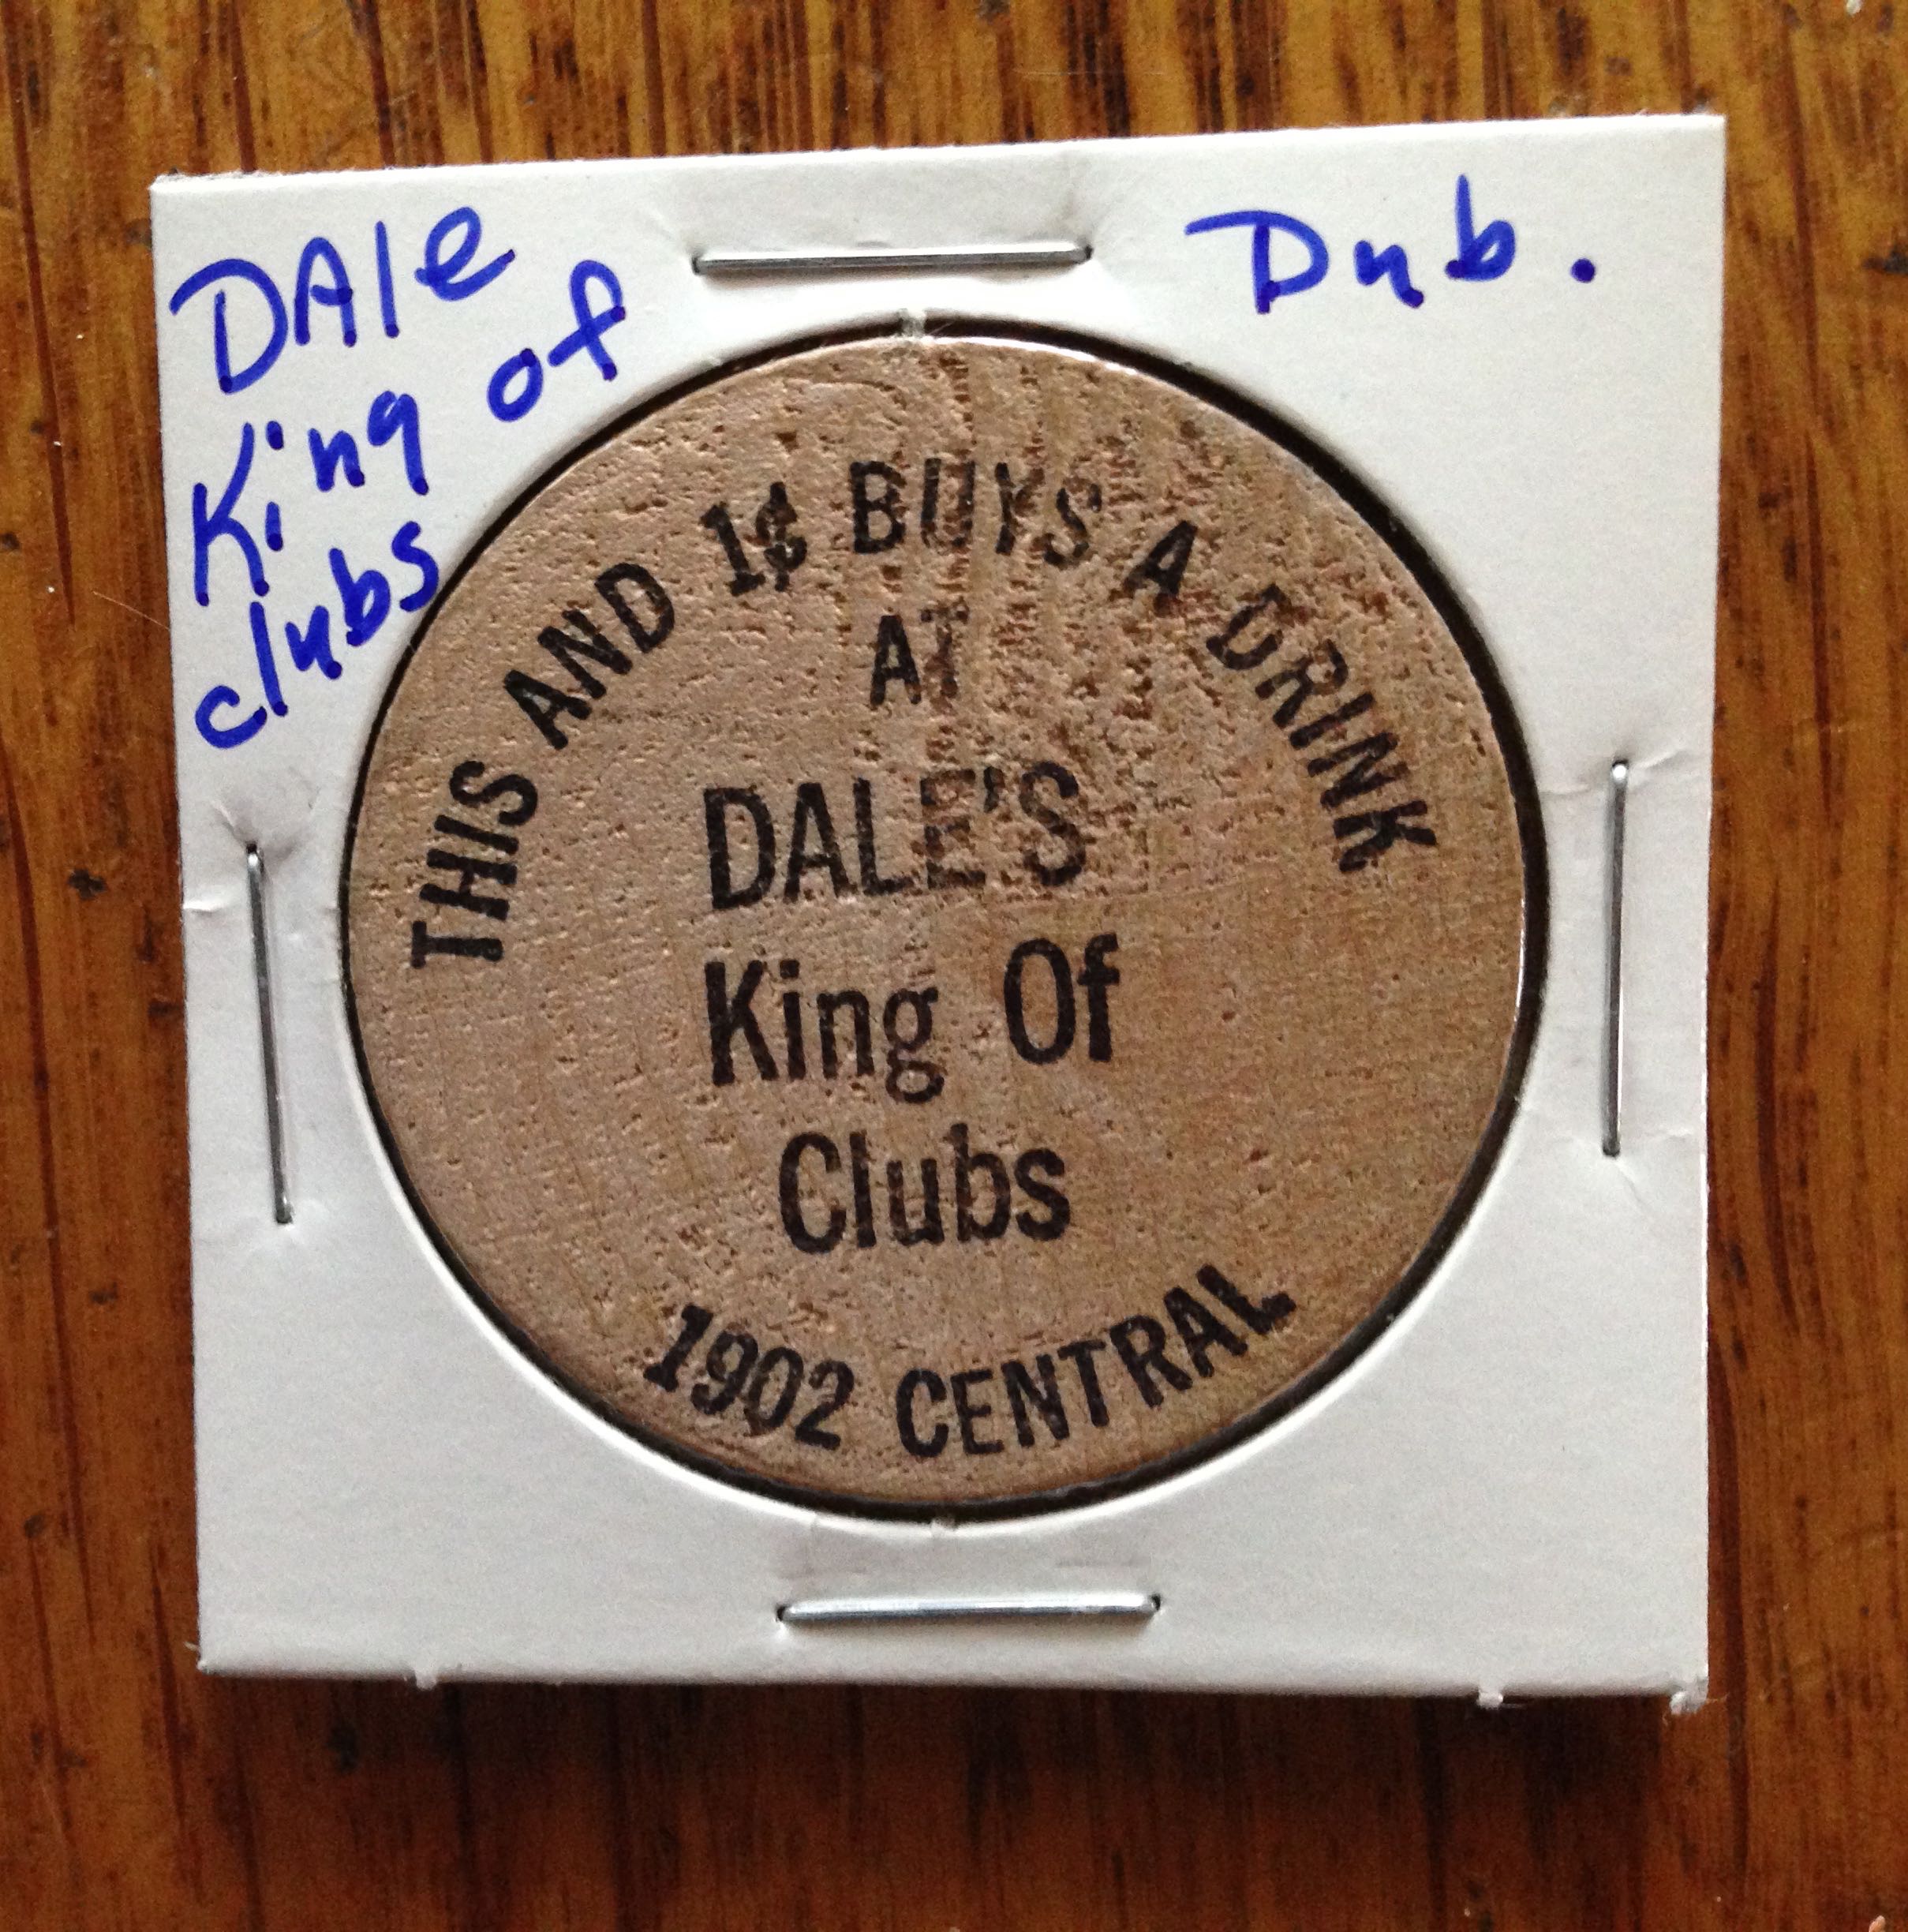 DAle
King of
clubs
Dub.
THIS AND 1¢ BUYS A DRINK
AT
DALE'S
King Of
Clubs
1902 CENTRAL